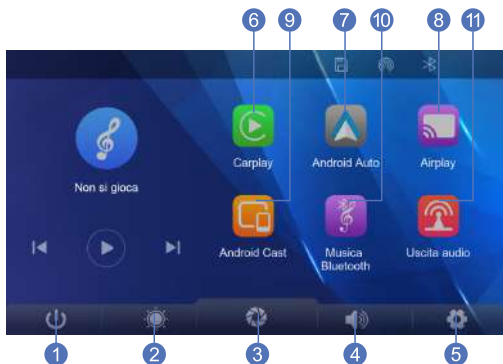 6 9 7 10 8 11
Non si gioca
Carplay Android Auto Airplay
Android Cast Musica Bluetooth Uscita audio
1 2 3 4 5